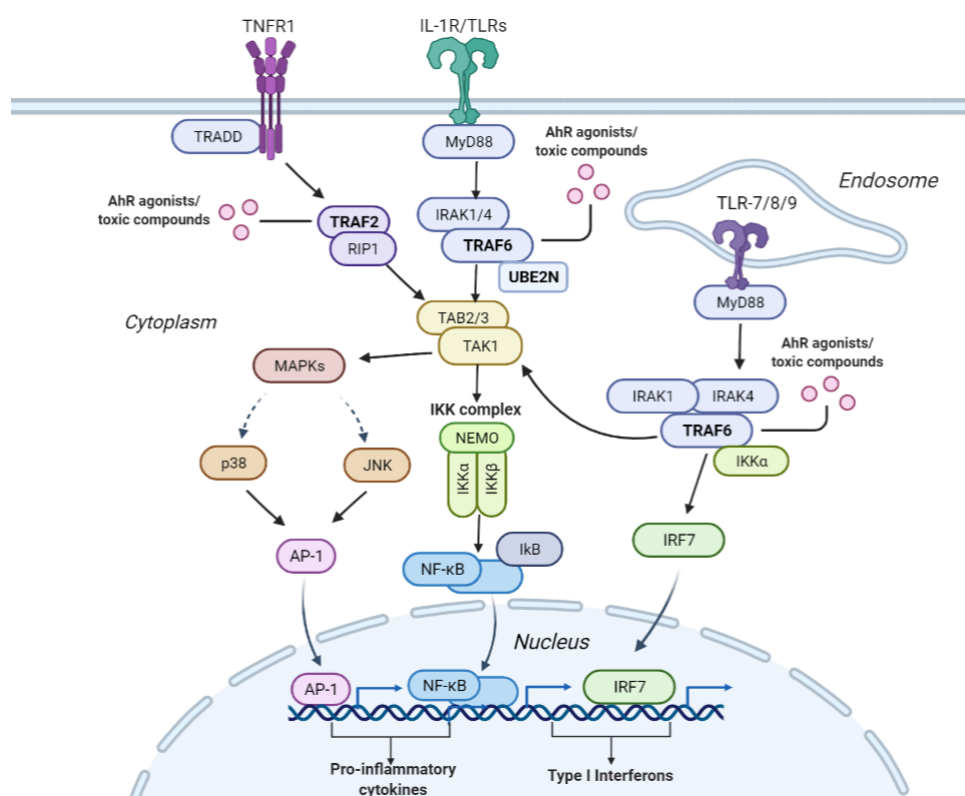 TNFR1
IL-1R/TLRs
TRADD
MyD88
AhR agonists/
toxic compounds
Endosome
AhR agonists/
toxic compounds
TRAF2
RIP1
IRAK1/4
TRAF6
UBE2N
TLR-7/8/9
MyD88
Cytoplasm
TAB2/3
TAK1
MAPKs
AhR agonists/
toxic compounds
IRAK1
IRAK4
TRAF6
IKKα
IKK complex
NEMO
IKKα
IKKβ
p38
JNK
AP-1
NF-κB
IkB
IRF7
Nucleus
AP-1
NF-κB
IRF7
Pro-inflammatory
cytokines
Type I Interferons